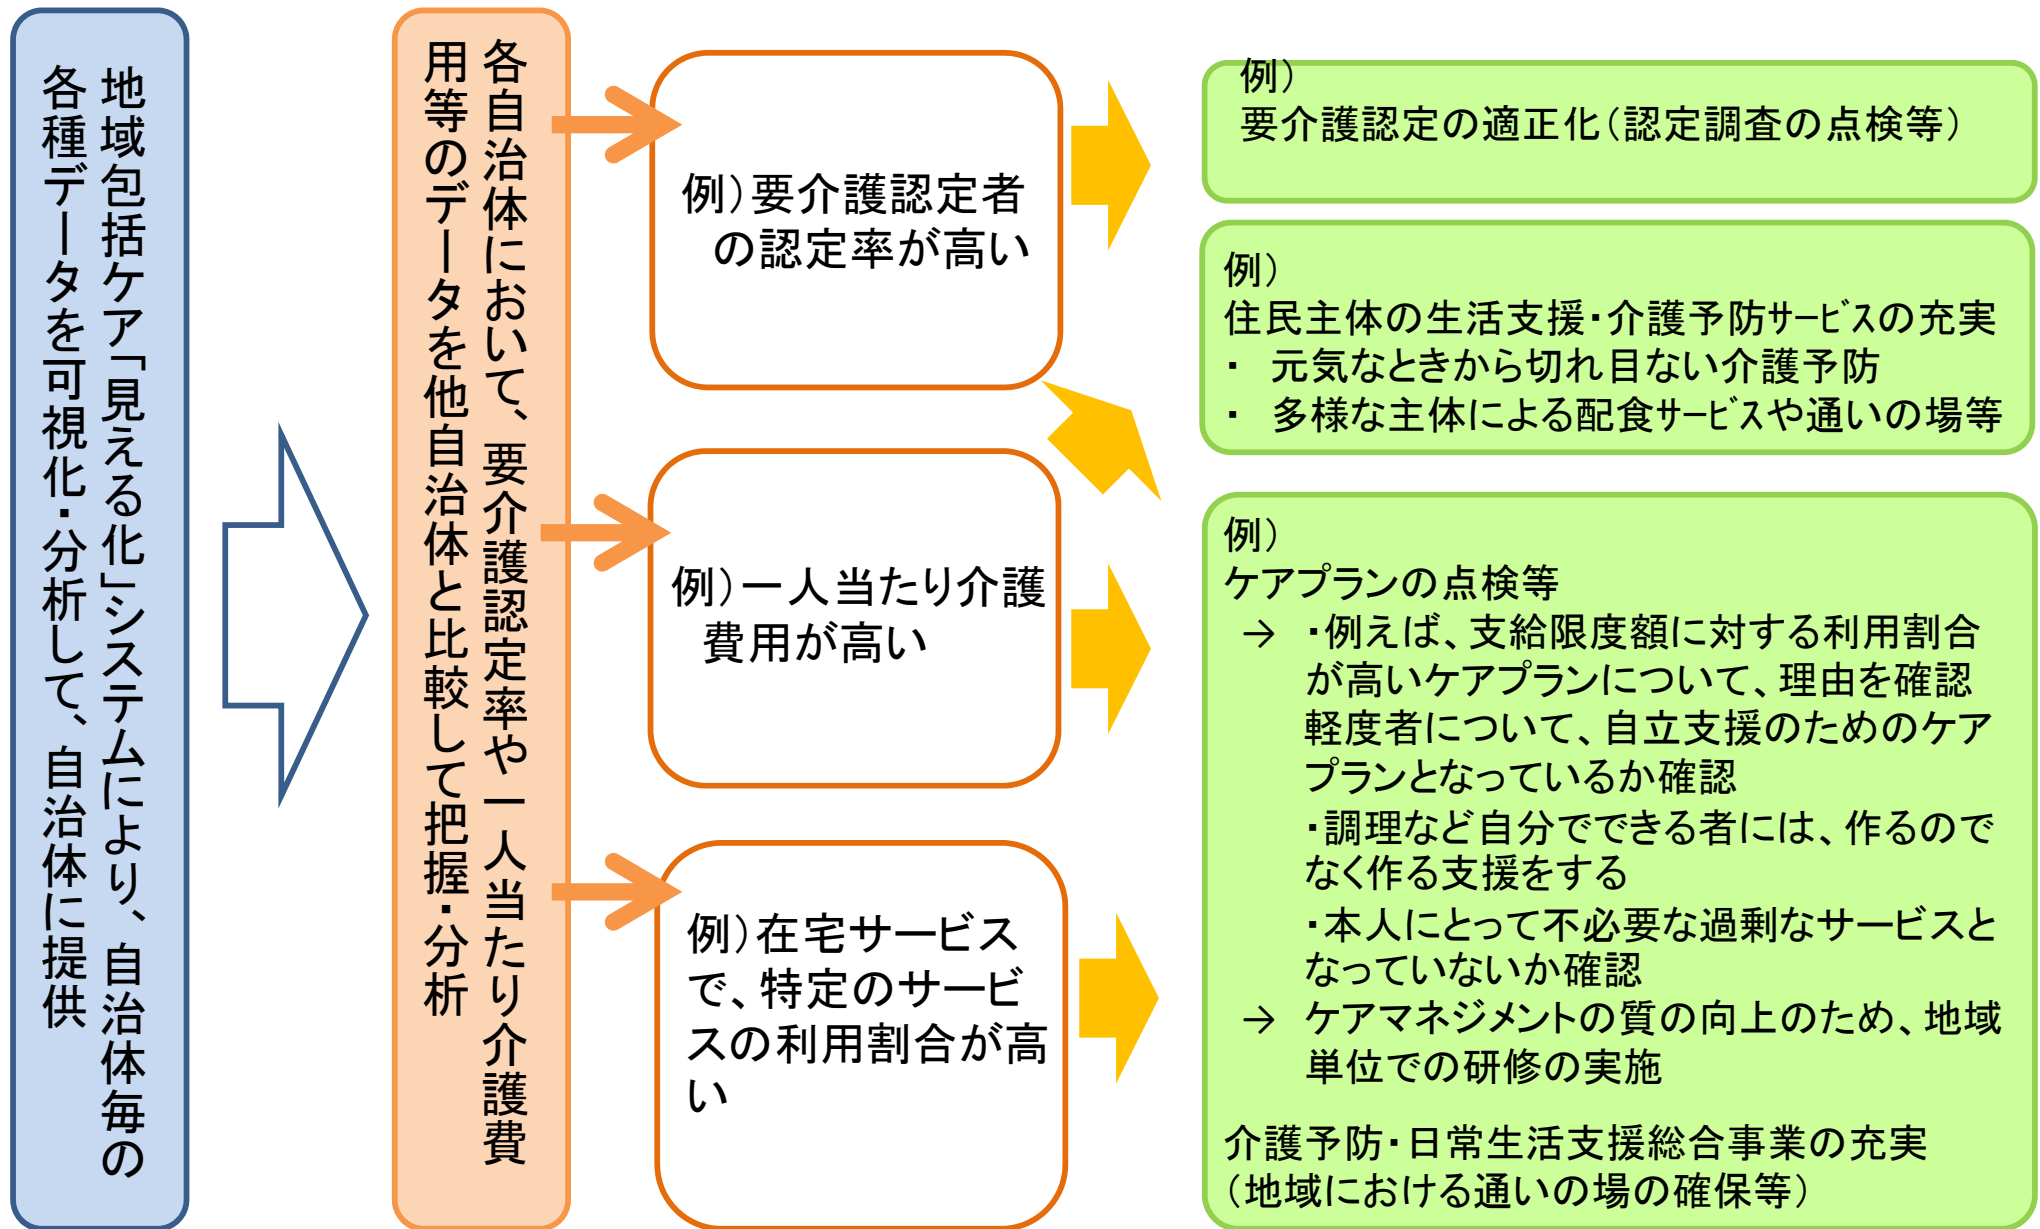 地域包括ケア「見える化」システムにより、自治体毎の
各種データを可視化・分析して、自治体に提供
各自治体において、要介護認定率や一人当たり介護費
用等のデータを他自治体と比較して把握・分析
例）要介護認定者
の認定率が高い
例）一人当たり介護
費用が高い
例）在宅サービス
で、特定のサービ
スの利用割合が高
い
例）
要介護認定の適正化（認定調査の点検等）
例）
住民主体の生活支援・介護予防ｻｰﾋﾞｽの充実
・ 元気なときから切れ目ない介護予防
・ 多様な主体による配食ｻｰﾋﾞｽや通いの場等
例）
ケアプランの点検等
→ ・例えば、支給限度額に対する利用割合
が高いケアプランについて、理由を確認
軽度者について、自立支援のためのケア
プランとなっているか確認
・調理など自分でできる者には、作るので
なく作る支援をする
・本人にとって不必要な過剰なサービスと
なっていないか確認
→ ケアマネジメントの質の向上のため、地域
単位での研修の実施
介護予防・日常生活支援総合事業の充実
（地域における通いの場の確保等）